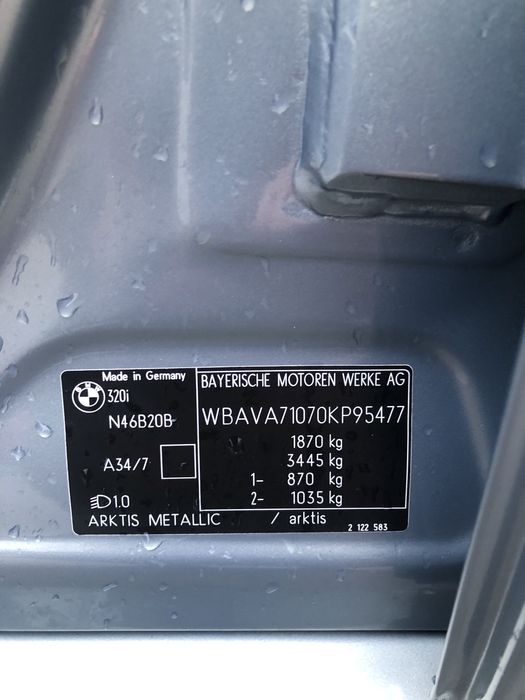 Made in Germany
BMW 320i
N46B20B
A34/7
1.0
BAYERISCHE MOTOREN WERKE AG
WBAVA71070KP95477
1870 kg
3445 kg
1- 870 kg
2- 1035 kg
ARKTIS METALLIC / arktis
2 122 583